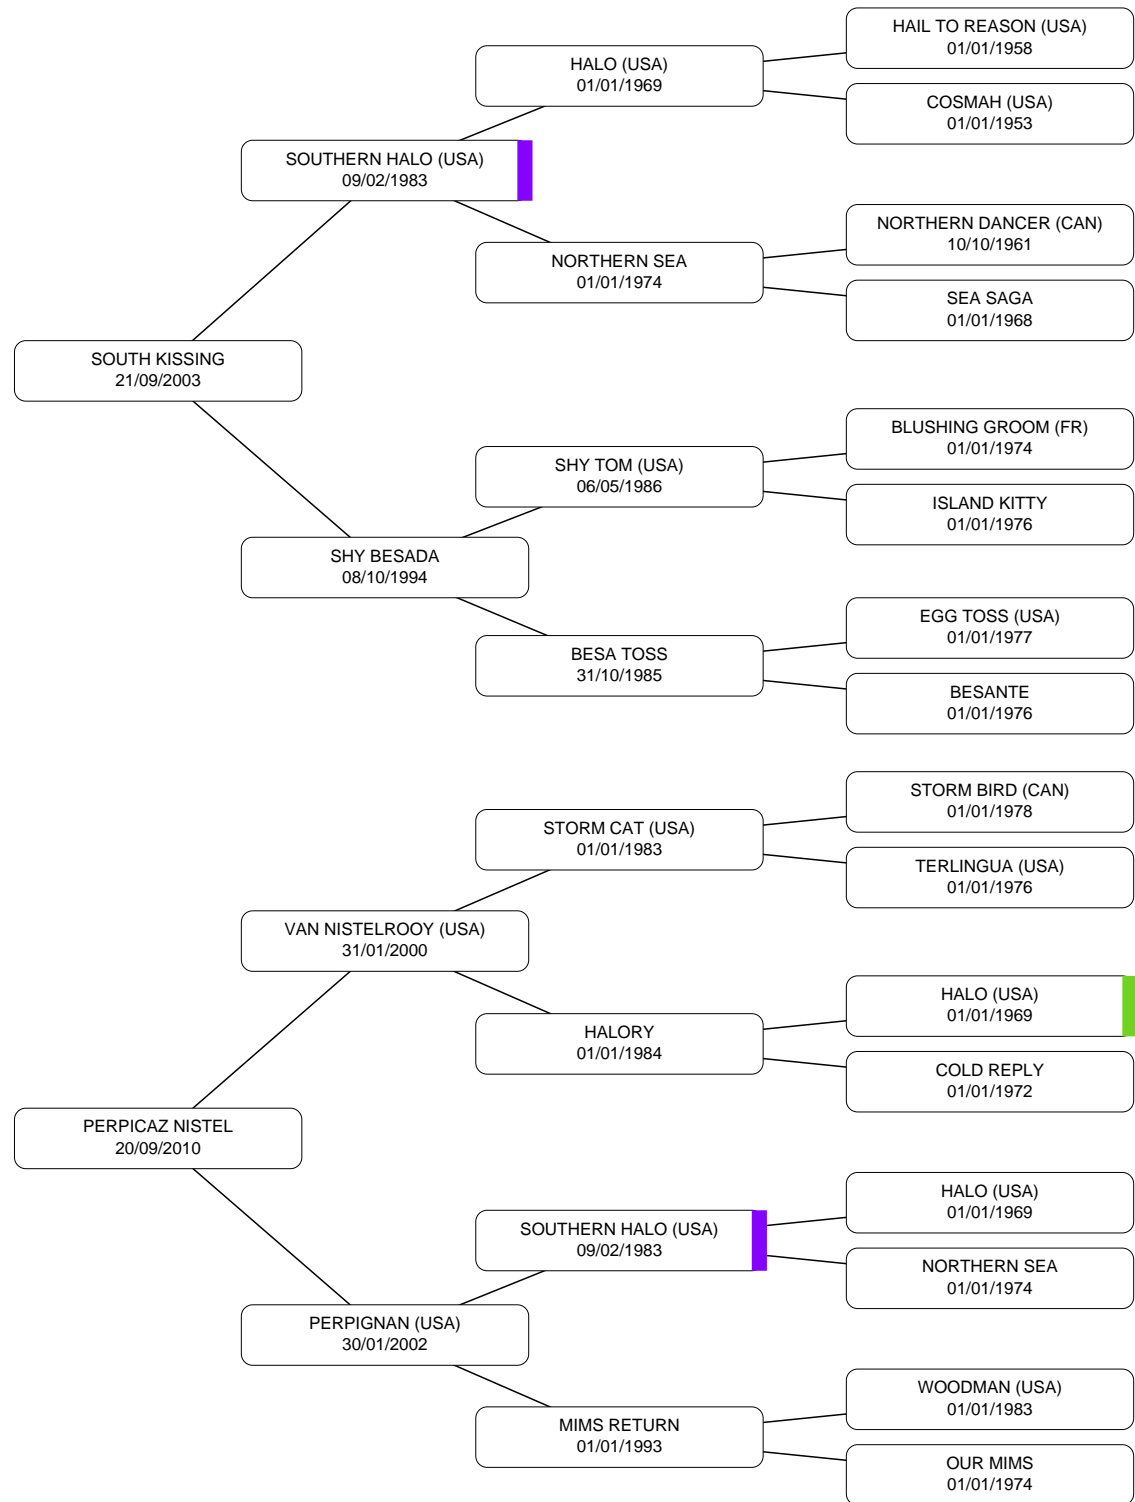 HAIL TO REASON (USA)
01/01/1958
HALO (USA)
01/01/1969
COSMAH (USA)
01/01/1953
SOUTHERN HALO (USA)
09/02/1983
NORTHERN DANCER (CAN)
10/10/1961
NORTHERN SEA
01/01/1974
SEA SAGA
01/01/1968
SOUTH KISSING
21/09/2003
BLUSHING GROOM (FR)
01/01/1974
SHY TOM (USA)
06/05/1986
ISLAND KITTY
01/01/1976
SHY BESADA
08/10/1994
EGG TOSS (USA)
01/01/1977
BESA TOSS
31/10/1985
BESANTE
01/01/1976
STORM BIRD (CAN)
01/01/1978
STORM CAT (USA)
01/01/1983
TERLINGUA (USA)
01/01/1976
VAN NISTELROOY (USA)
31/01/2000
HALO (USA)
01/01/1969
HALORY
01/01/1984
COLD REPLY
01/01/1972
PERPICAZ NISTEL
20/09/2010
HALO (USA)
01/01/1969
SOUTHERN HALO (USA)
09/02/1983
NORTHERN SEA
01/01/1974
PERPIGNAN (USA)
30/01/2002
WOODMAN (USA)
01/01/1983
MIMS RETURN
01/01/1993
OUR MIMS
01/01/1974